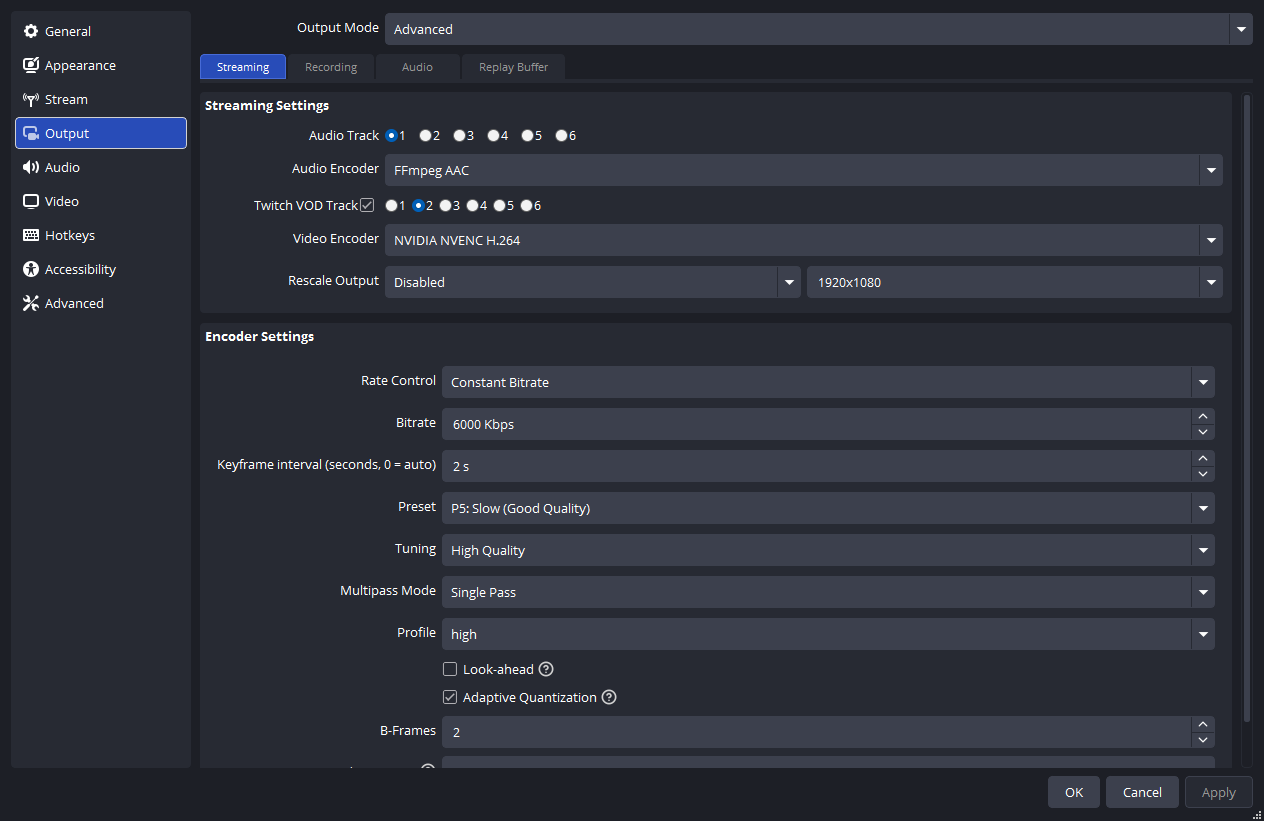 General
Appearance
Stream
Output
Audio
Video
Hotkeys
Accessibility
Advanced
Output Mode Advanced
Streaming Recording Audio Replay Buffer
Streaming Settings
Audio Track 1 2 3 4 5 6
Audio Encoder FFmpeg AAC
Twitch VOD Track 1 2 3 4 5 6
Video Encoder NVIDIA NVENC H.264
Rescale Output Disabled 1920x1080
Encoder Settings
Rate Control Constant Bitrate
Bitrate 6000 Kbps
Keyframe interval (seconds, 0 = auto) 2 s
Preset P5: Slow (Good Quality)
Tuning High Quality
Multipass Mode Single Pass
Profile high
Look-ahead ?
Adaptive Quantization ?
B-Frames 2
OK Cancel Apply